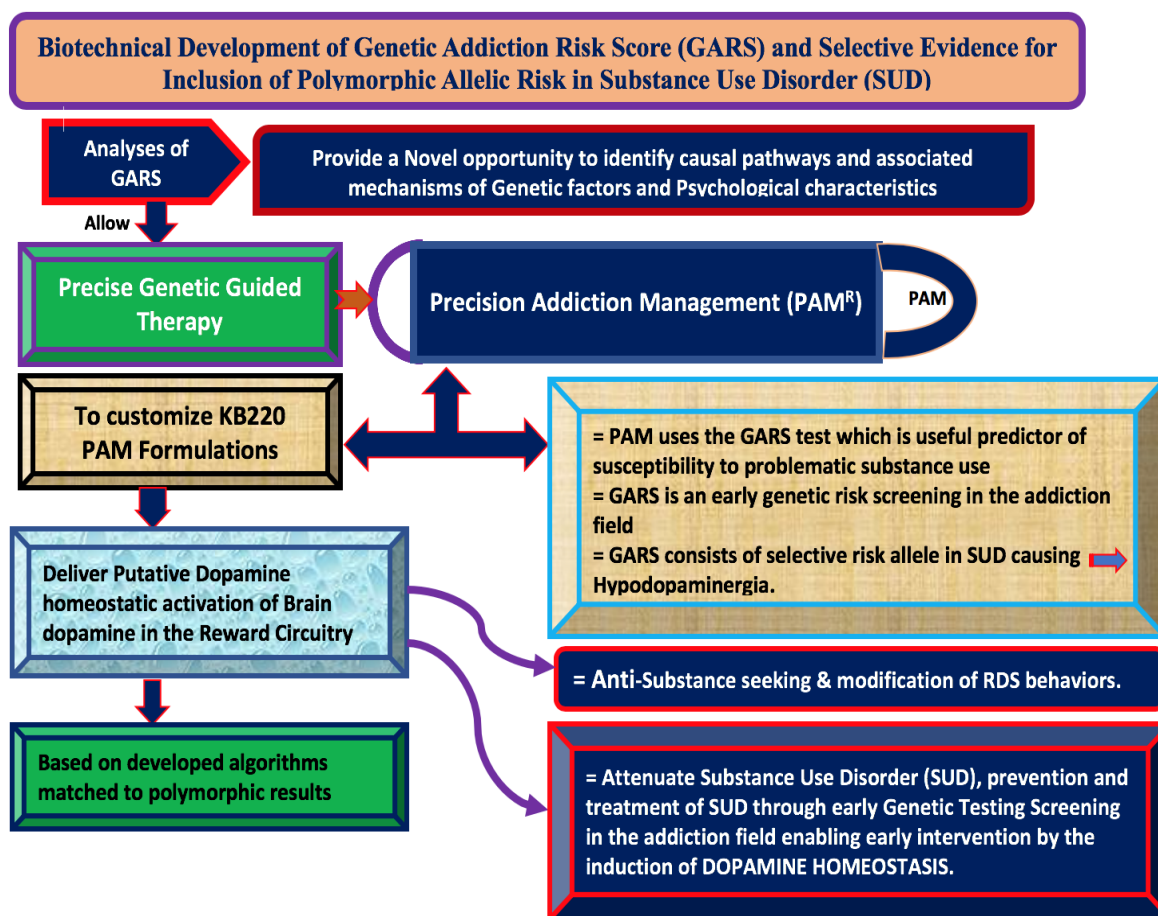 Biotechnical Development of Genetic Addiction Risk Score (GARS) and Selective Evidence for
Inclusion of Polymorphic Allelic Risk in Substance Use Disorder (SUD)
Analyses of
GARS
Provide a Novel opportunity to identify causal pathways and associated
mechanisms of Genetic factors and Psychological characteristics
Allow
Precise Genetic Guided
Therapy
Precision Addiction Management (PAMᴿ)
PAM
To customize KB220
PAM Formulations
= PAM uses the GARS test which is useful predictor of
susceptibility to problematic substance use
= GARS is an early genetic risk screening in the addiction
field
= GARS consists of selective risk allele in SUD causing
Hypodopaminergia.
Deliver Putative Dopamine
homeostatic activation of Brain
dopamine in the Reward Circuitry
= Anti-Substance seeking & modification of RDS behaviors.
Based on developed algorithms
matched to polymorphic results
= Attenuate Substance Use Disorder (SUD), prevention and
treatment of SUD through early Genetic Testing Screening
in the addiction field enabling early intervention by the
induction of DOPAMINE HOMEOSTASIS.